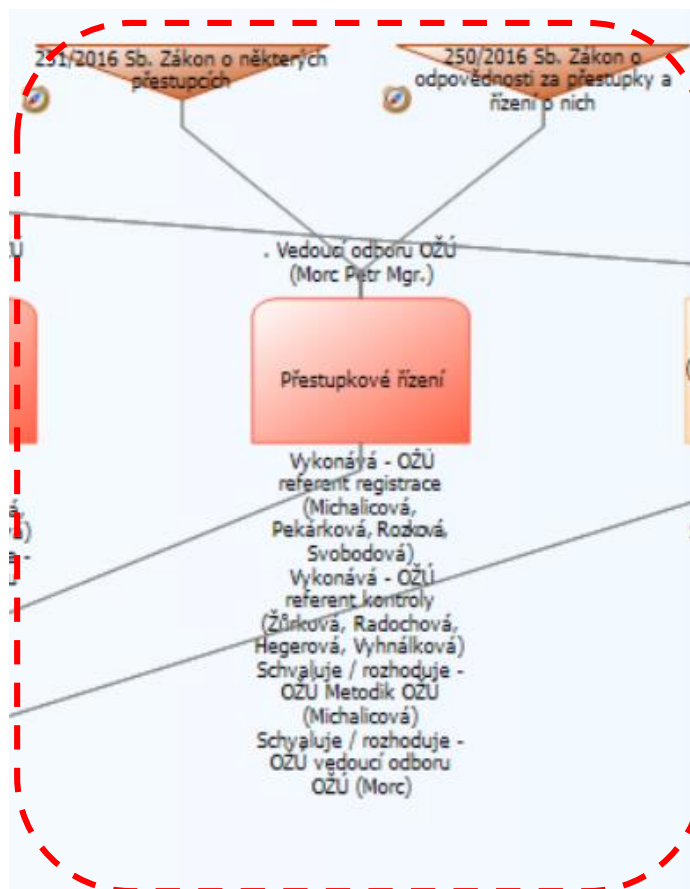 251/2016 Sb. Zákon o některých
přestupcích
250/2016 Sb. Zákon o
odpovědnosti za přestupky a
řízení o nich
. Vedoucí odboru OŽÚ
(Morc Petr Mgr.)
Přestupkové řízení
Vykonává - OŽÚ
referent registrace
(Michalicová,
Pekárková, Rozková,
Svobodová)
Vykonává - OŽÚ
referent kontroly
(Žůrková, Radochová,
Hegerová, Vyhnálková)
Schvaluje / rozhoduje -
OŽÚ Metodik OŽÚ
(Michalicová)
Schvaluje / rozhoduje -
OŽÚ vedoucí odboru
OŽÚ (Morc)